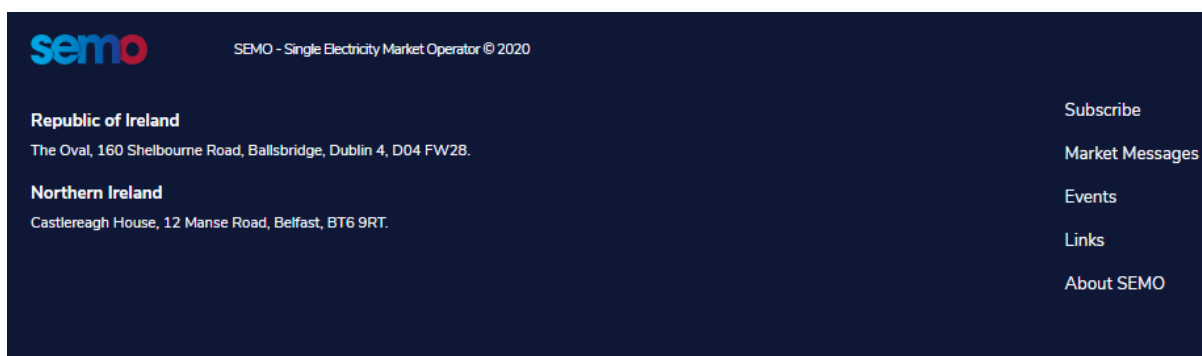 semo
SEMO - Single Electricity Market Operator © 2020
Republic of Ireland
The Oval, 160 Shelbourne Road, Ballsbridge, Dublin 4, D04 FW28.
Northern Ireland
Castlereagh House, 12 Manse Road, Belfast, BT6 9RT.
Subscribe
Market Messages
Events
Links
About SEMO